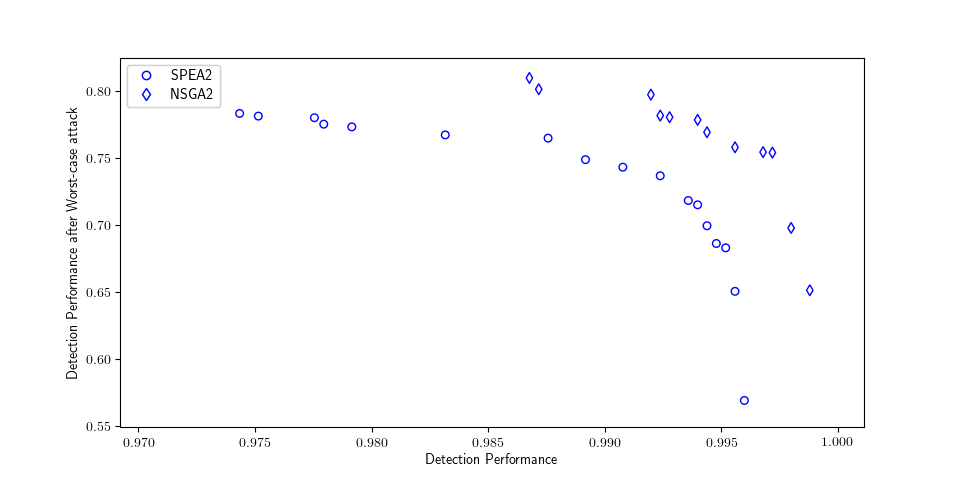 SPEA2
NSGA2
0.80
0.75
0.70
0.65
0.60
0.55
Detection Performance after Worst-case attack
0.970 0.975 0.980 0.985 0.990 0.995 1.000
Detection Performance